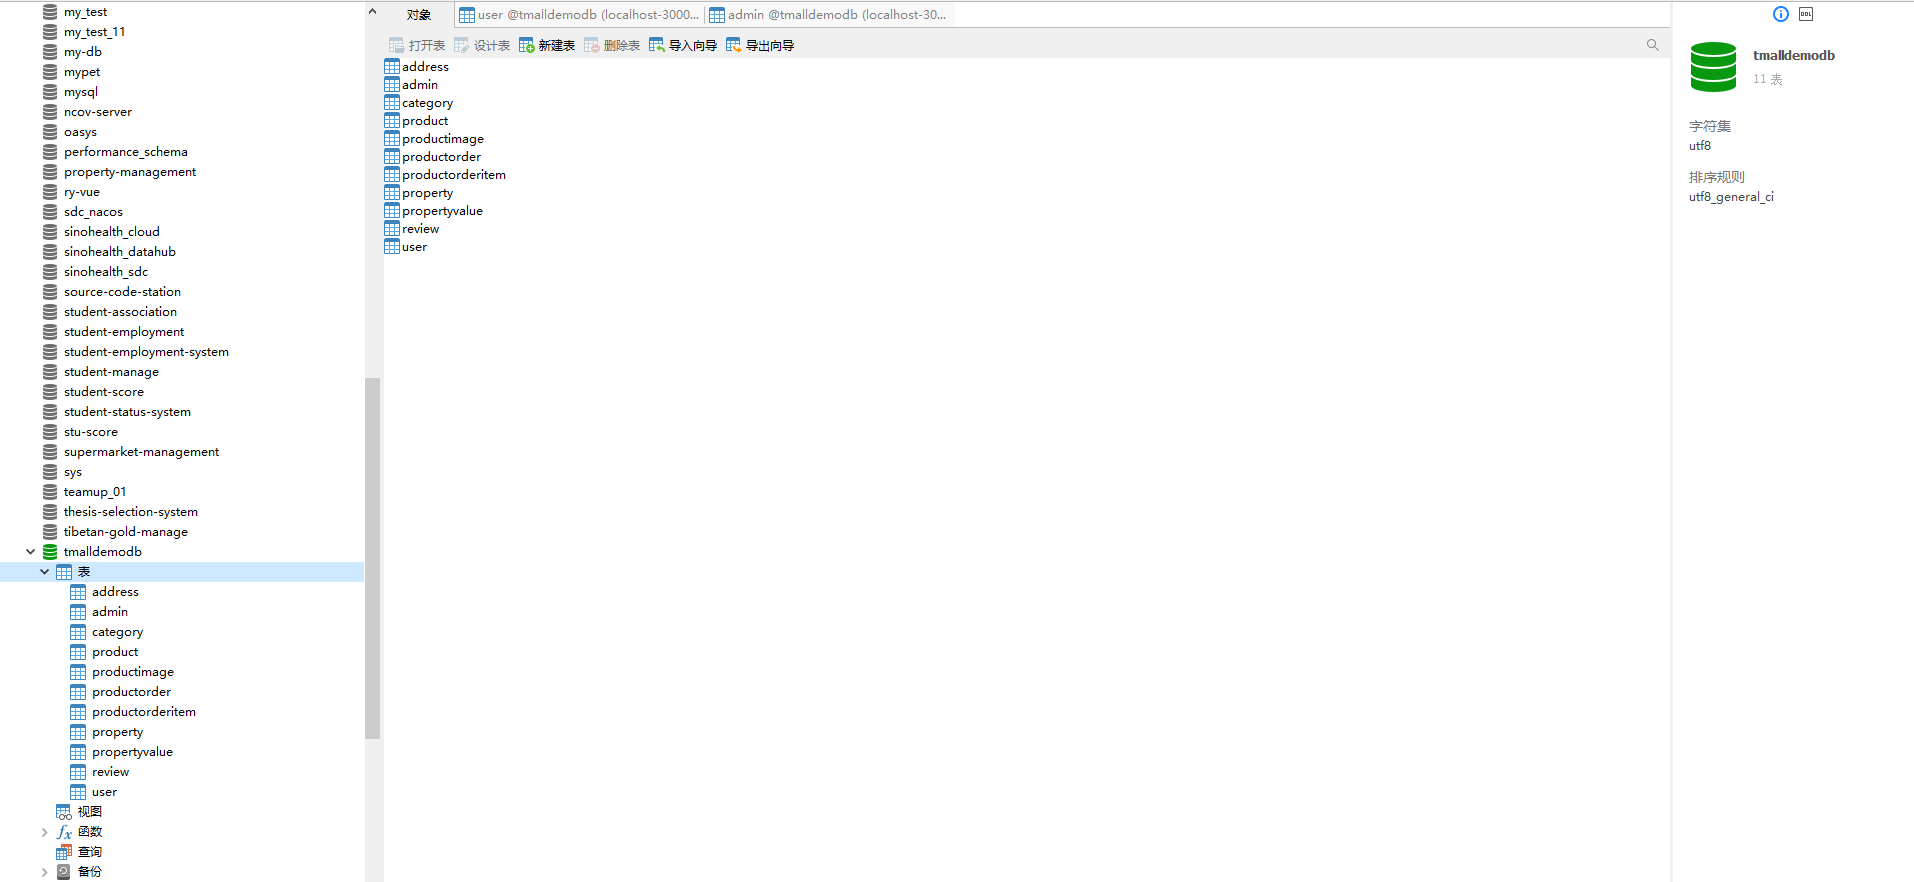 my_test
my_test_11
my-db
mypet
mysql
ncov-server
oasys
performance_schema
property-management
ry-vue
sdc_nacos
sinohealth_cloud
sinohealth_datahub
sinohealth_sdc
source-code-station
student-association
student-employment
student-employment-system
student-manage
student-score
student-status-system
stu-score
supermarket-management
sys
teamup_01
thesis-selection-system
tibetan-gold-manage
tmalldemodb
表
address
admin
category
product
productimage
productorder
productorderitem
property
propertyvalue
review
user
视图
函数
查询
备份
对象 user @tmalldemodb (localhost-3000... admin @tmalldemodb (localhost-30...
打开表 设计表 新建表 删除表 导入向导 导出向导
address
admin
category
product
productimage
productorder
productorderitem
property
propertyvalue
review
user
DDL
tmalldemodb
11 表
字符集
utf8
排序规则
utf8_general_ci